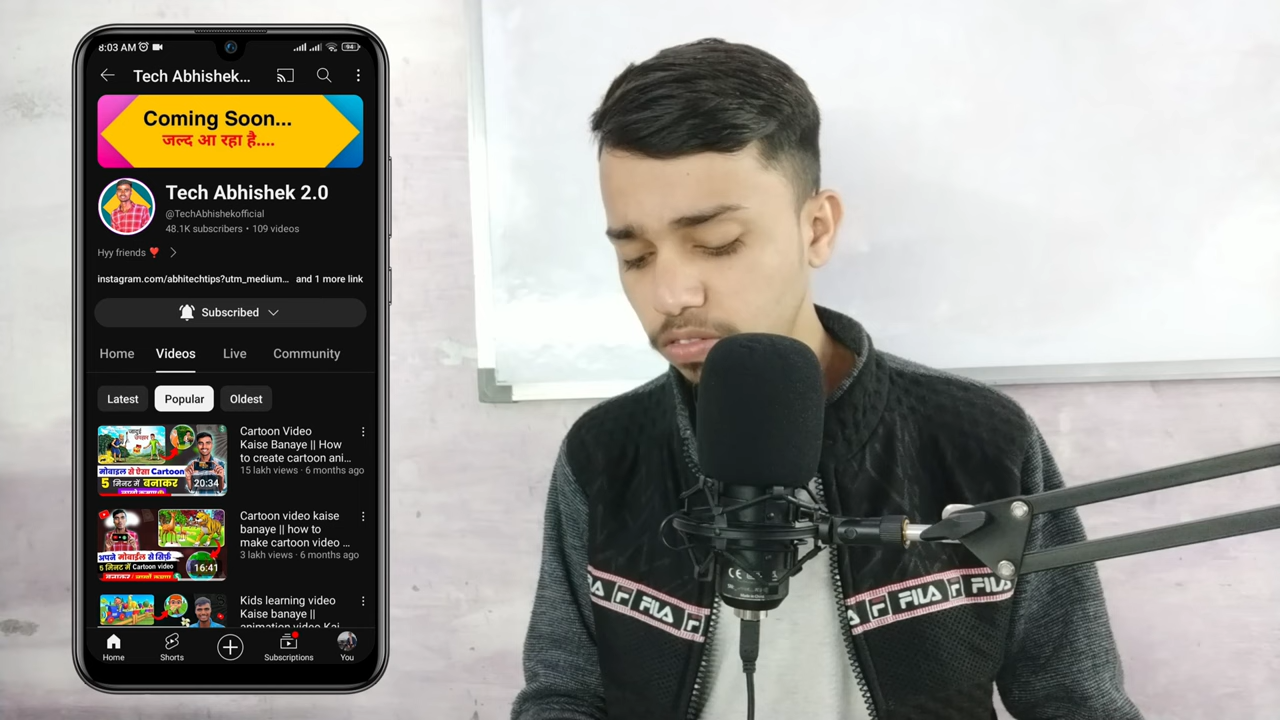 8:03 AM
94
Tech Abhishek...
Coming Soon...
जल्द आ रहा है....
Tech Abhishek 2.0
@TechAbhishekofficial
48.1K subscribers • 109 videos
Hyy friends
instagram.com/abhitechtips?utm_medium... and 1 more link
Subscribed
Home Videos Live Community
Latest Popular Oldest
Cartoon Video
Kaise Banaye || How
to create cartoon ani...
15 lakh views · 6 months ago
मोबाइल से ऐसा Cartoon
5 मिनट में बनाकर
20:34
Cartoon video kaise
banaye || how to
make cartoon video ...
3 lakh views · 6 months ago
अपने मोबाईल से सिर्फ़
5 मिनट में Cartoon video
16:41
Kids learning video
Kaise banaye ||
Home Shorts Subscriptions You
CE
FILA
FILA
FILA